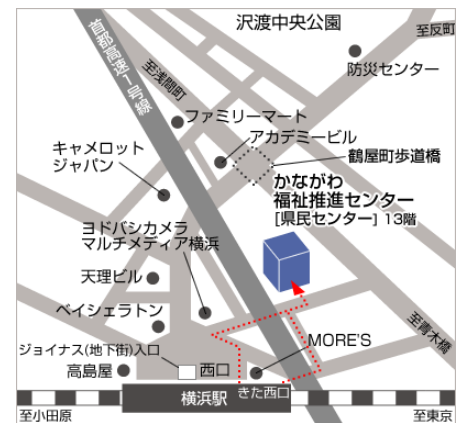 沢渡中央公園
至反町
防災センター
首都高速1号線
至浅間町
ファミリーマート
アカデミービル
鶴屋町歩道橋
キャメロット
ジャパン
かながわ
福祉推進センター
[県民センター] 13階
ヨドバシカメラ
マルチメディア横浜
天理ビル
ベイシェラトン
至青木橋
MORE'S
ジョイナス(地下街)入口
西口
高島屋
きた西口
横浜駅
至小田原
至東京